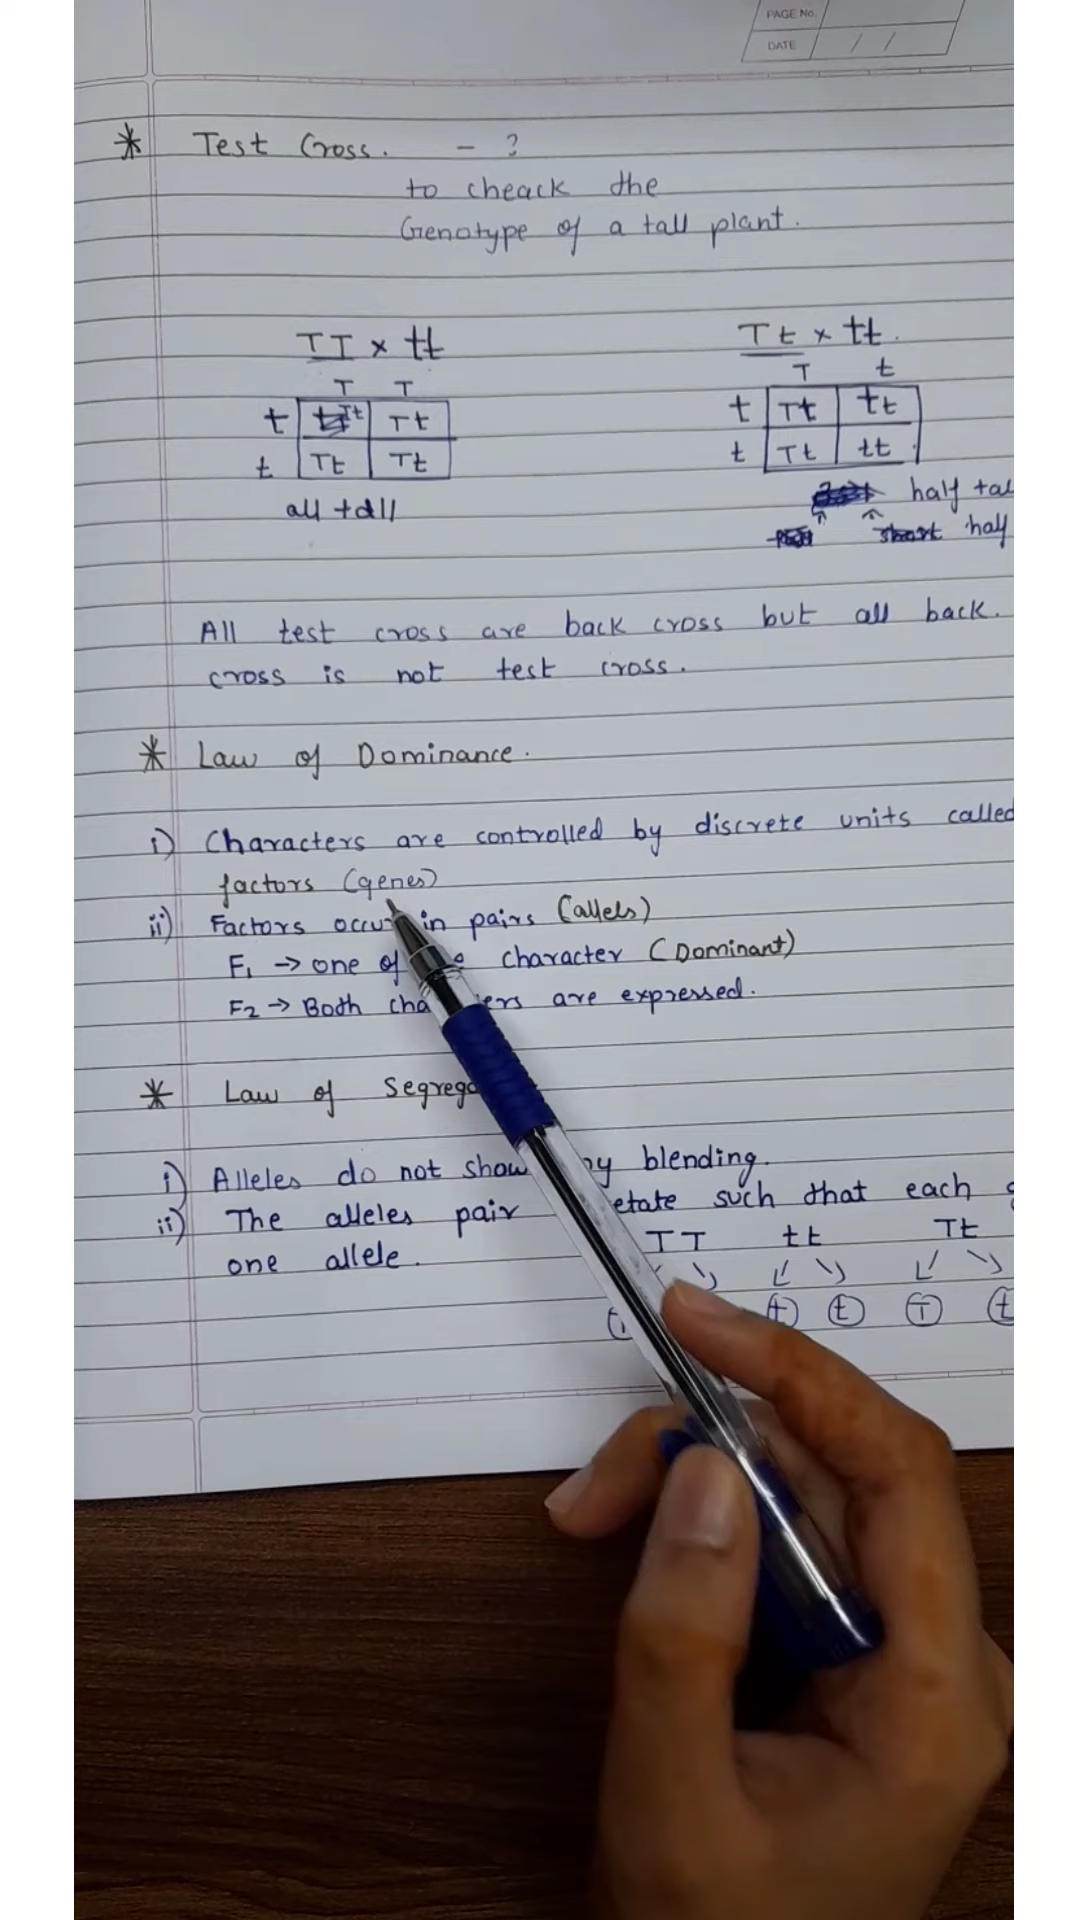 PAGE No.
DATE / /
* Test Cross. - ?
to cheack the
Genotype of a tall plant.
TT x tt
T T
t Tt Tt
t Tt Tt
all tall
Tt x tt.
T t
t Tt tt
t Tt tt
half
short half
All test cross are back cross but all back.
cross is not test cross.
* Law of Dominance.
i) Characters are controlled by discrete units called
factors (genes)
ii) Factors occur in pairs (allels)
F1 → one of character (Dominant)
F2 → Both are expressed.
* Law of
i) Alleles do not show blending.
ii) The alleles pair such that each
one allele.
TT tt Tt
t t T t